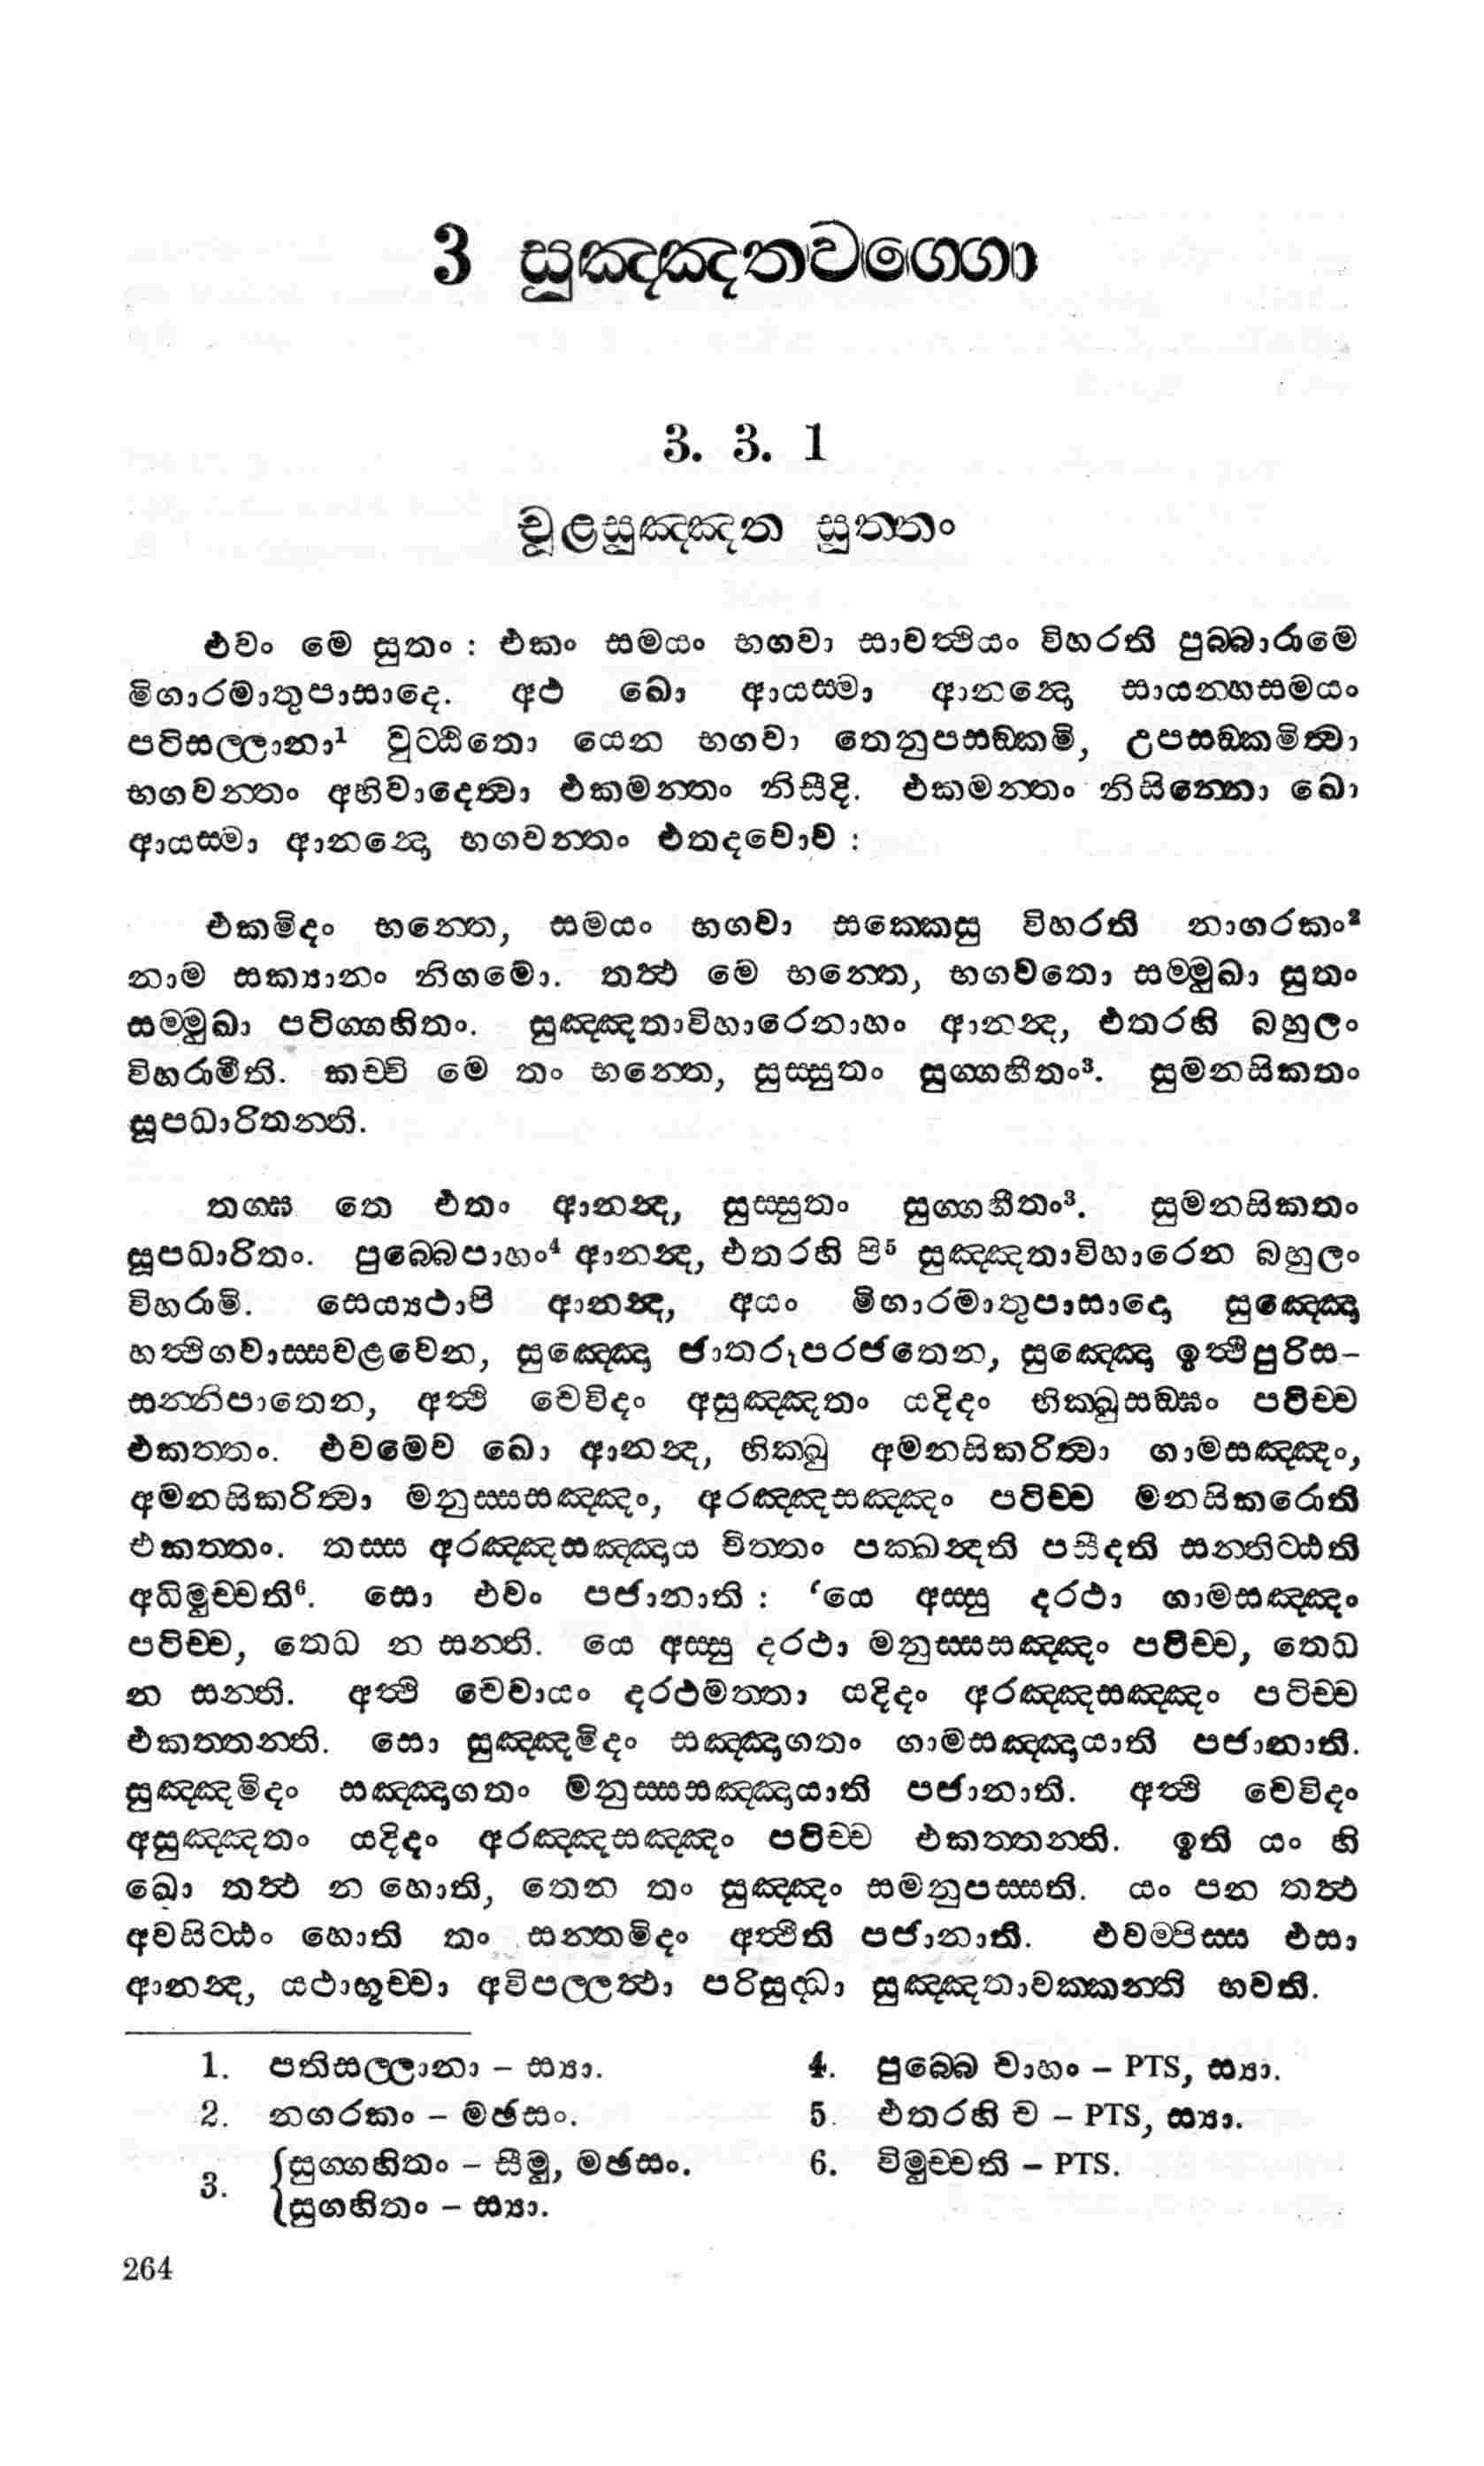 3 සුඤ්ඤතවග්ගො
3. 3. 1
චූළසුඤ්ඤත සුත්තං
එවං මෙ සුතං : එකං සමයං භගවා සාවත්ථියං විහරති පුබ්බාරාමෙ
මිගාරමාතුපාසාදෙ. අථ ඛො ආයස්මා ආනන්දො සායන්හසමයං
පටිසල්ලානා¹ වුට්ඨිතො යෙන භගවා තෙනුපසඞ්කමි, උපසඞ්කමිත්වා
භගවන්තං අභිවාදෙත්වා එකමන්තං නිසීදි. එකමන්තං නිසින්නො ඛො
ආයස්මා ආනන්දො භගවන්තං එතදවොච :
එකමිදං භන්තෙ, සමයං භගවා සක්කෙසු විහරති නාගරකං²
නාම සක්‍යානං නිගමො. තත්ථ මෙ භන්තෙ, භගවතො සම්මුඛා සුතං
සම්මුඛා පටිග්ගහිතං. සුඤ්ඤතාවිහාරෙනාහං ආනන්ද, එතරහි බහුලං
විහරාමීති. කච්චි මෙ තං භන්තෙ, සුස්සුතං සුග්ගහීතං³. සුමනසිකතං
සූපධාරිතන්ති.
තග්ඝ තෙ එතං ආනන්ද, සුස්සුතං සුග්ගහීතං³. සුමනසිකතං
සූපධාරිතං. පුබ්බෙපාහං⁴ ආනන්ද, එතරහි පි⁵ සුඤ්ඤතාවිහාරෙන බහුලං
විහරාමි. සෙය්‍යථාපි ආනන්ද, අයං මිගාරමාතුපාසාදො සුඤ්ඤො
හත්ථිගවාස්සවළවෙන, සුඤ්ඤො ජාතරූපරජතෙන, සුඤ්ඤො ඉත්ථිපුරිස-
සන්නිපාතෙන, අත්ථි චෙවිදං අසුඤ්ඤතං යදිදං භික්ඛුසඞ්ඝං පටිච්ච
එකත්තං. එවමෙව ඛො ආනන්ද, භික්ඛු අමනසිකරිත්වා ගාමසඤ්ඤං,
අමනසිකරිත්වා මනුස්සසඤ්ඤං, අරඤ්ඤසඤ්ඤං පටිච්ච මනසිකරොති
එකත්තං. තස්ස අරඤ්ඤසඤ්ඤාය චිත්තං පක්ඛන්දති පසීදති සන්තිට්ඨති
අධිමුච්චති⁶. සො එවං පජානාති : ‘යෙ අස්සු දරථා ගාමසඤ්ඤං
පටිච්ච, තෙධ න සන්ති. යෙ අස්සු දරථා මනුස්සසඤ්ඤං පටිච්ච, තෙධ
න සන්ති. අත්ථි චෙවායං දරථමත්තා යදිදං අරඤ්ඤසඤ්ඤං පටිච්ච
එකත්තන්ති. සො සුඤ්ඤමිදං සඤ්ඤාගතං ගාමසඤ්ඤායාති පජානාති.
සුඤ්ඤමිදං සඤ්ඤාගතං මනුස්සසඤ්ඤායාති පජානාති. අත්ථි චෙවිදං
අසුඤ්ඤතං යදිදං අරඤ්ඤසඤ්ඤං පටිච්ච එකත්තන්ති. ඉති යං හි
ඛො තත්ථ න හොති, තෙන තං සුඤ්ඤං සමනුපස්සති. යං පන තත්ථ
අවසිට්ඨං හොති තං සන්තමිදං අත්ථීති පජානාති. එවම්පිස්ස එසා
ආනන්ද, යථාභූච්චා අවිපල්ලත්ථා පරිසුද්ධා සුඤ්ඤතාවක්කන්ති භවති.
1. පතිසල්ලානා – ස්‍යා.
2. නගරකං – මඡසං.
3. {සුග්ගහිතං – සීමු, මඡසං.
{සුගහිතං – ස්‍යා.
4. පුබ්බෙ චාහං – PTS, ස්‍යා.
5. එතරහි ච – PTS, ස්‍යා.
6. විමුච්චති – PTS.
264